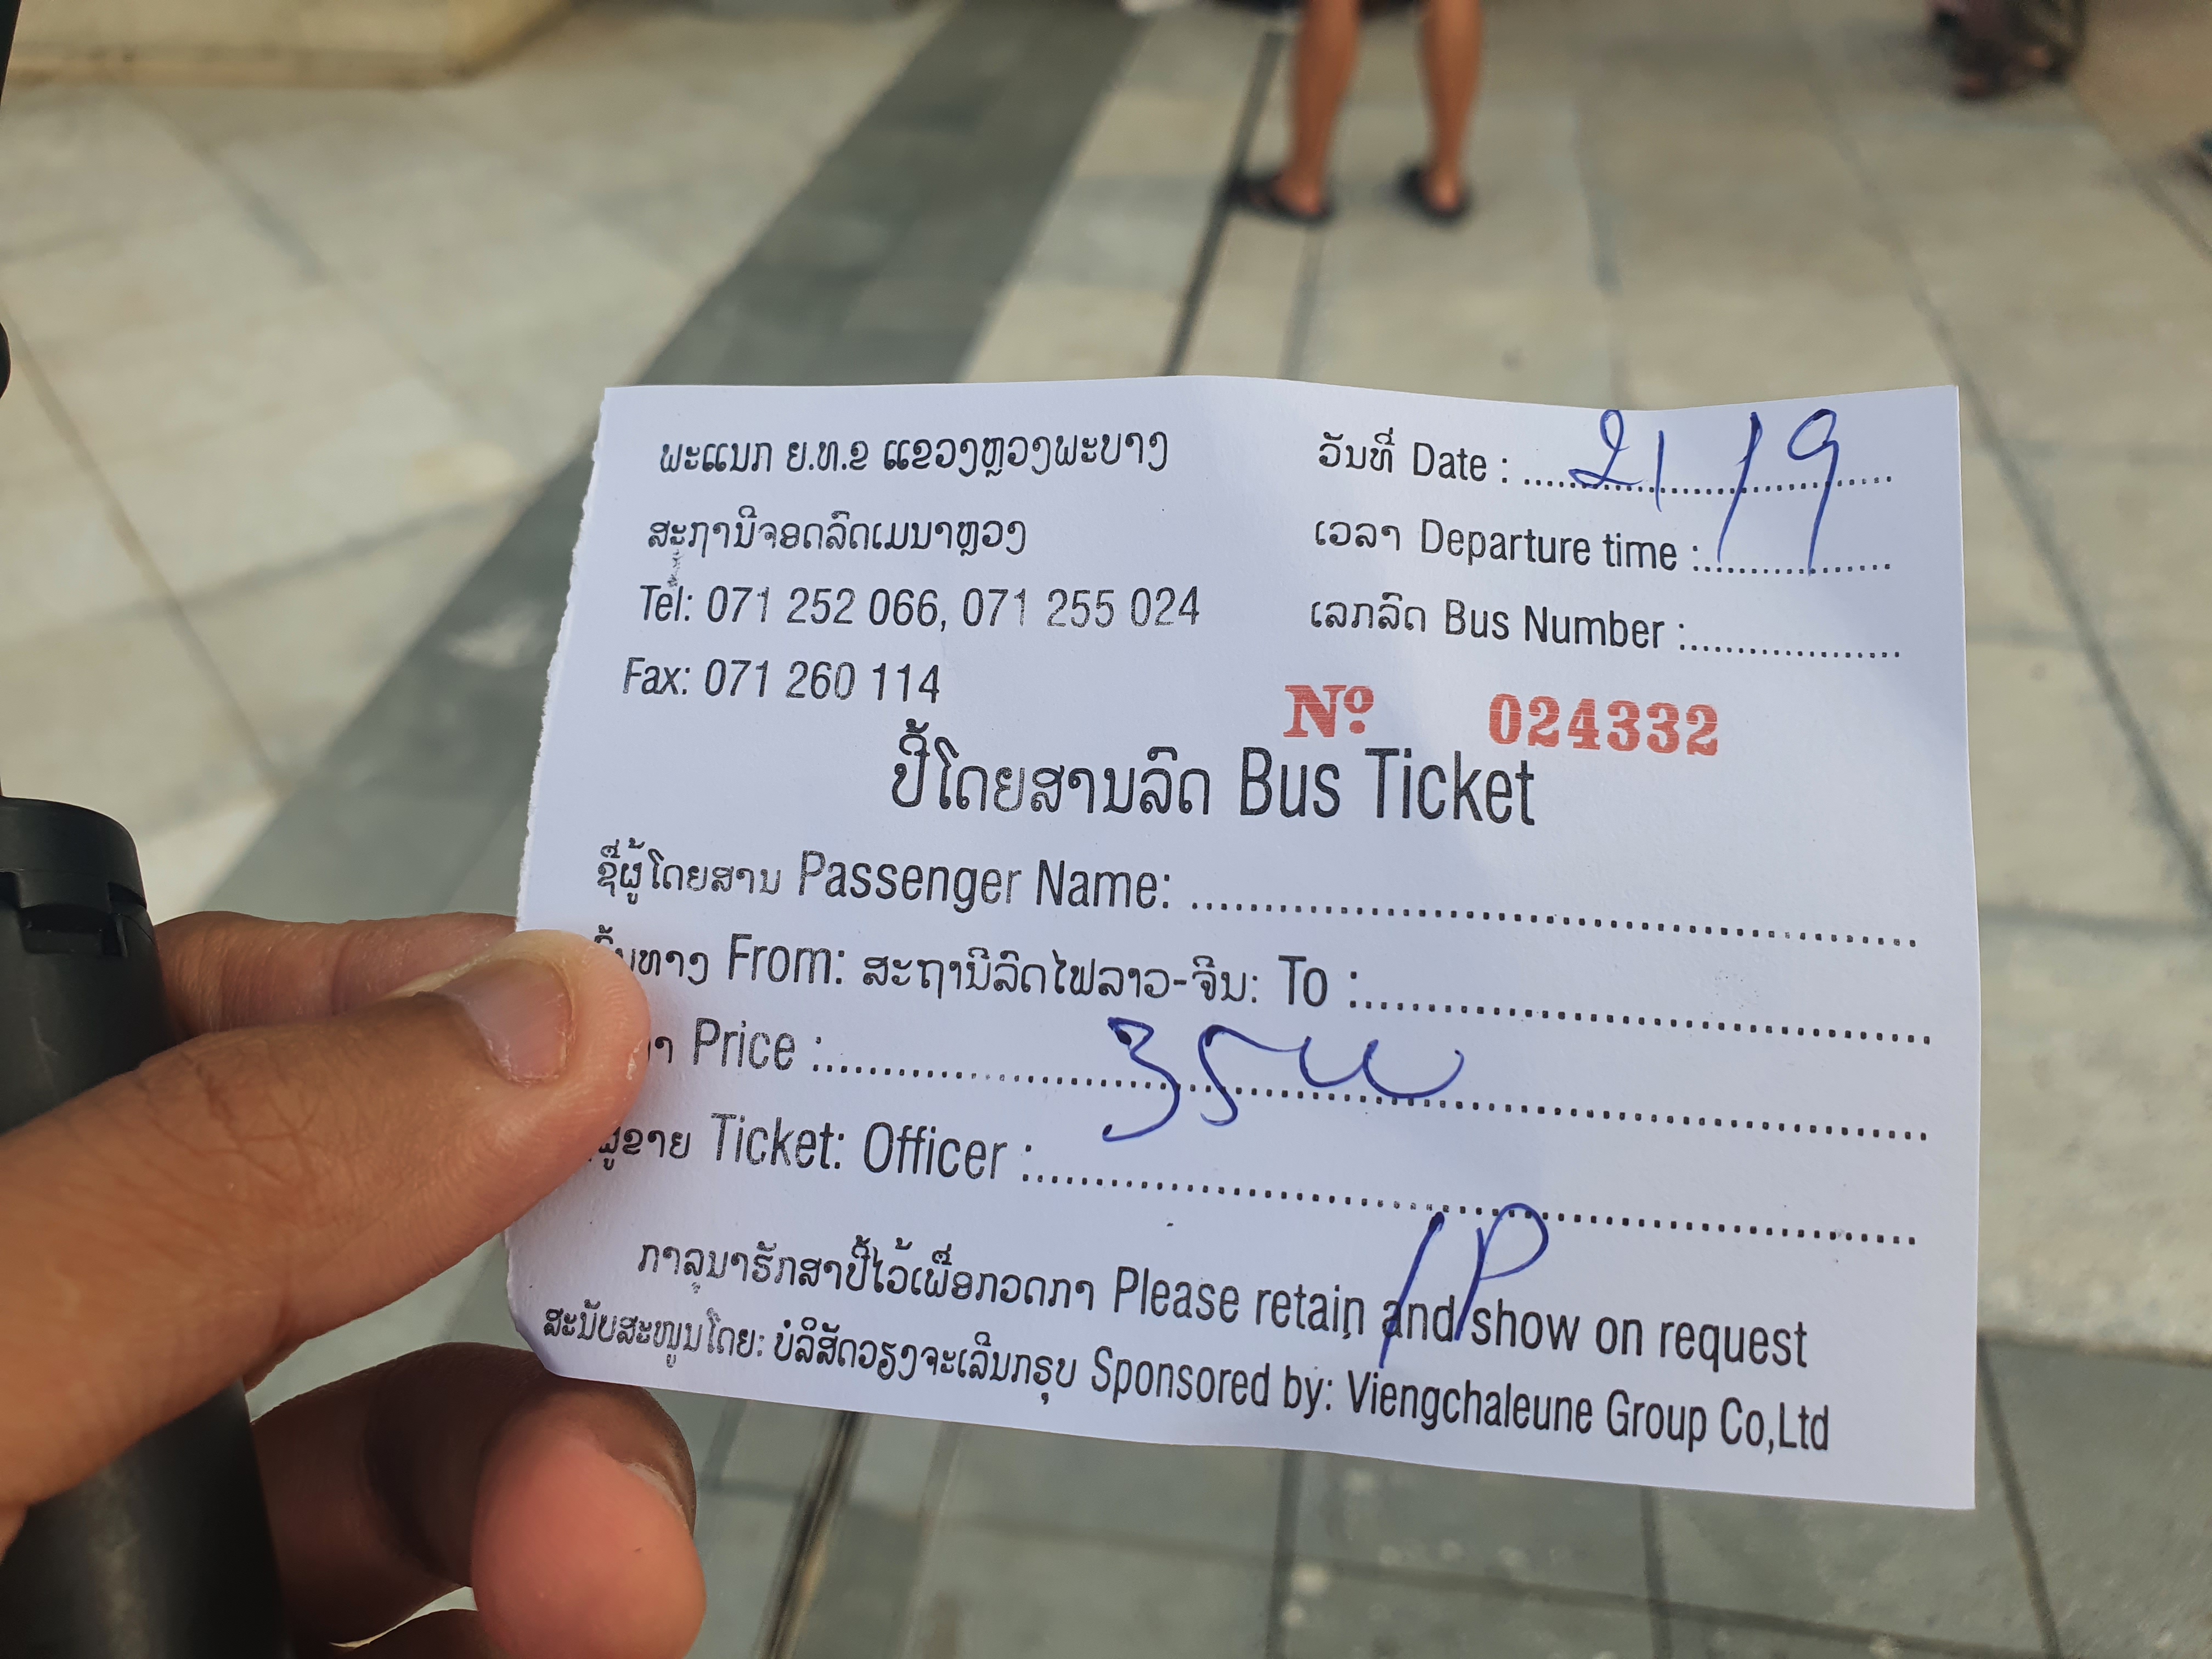 ພະແນກ ຍ.ທ.ຂ ແຂວງຫຼວງພະບາງ
ສະຖານີຈອດລົດເມນາຫຼວງ
Tel: 071 252 066, 071 255 024
Fax: 071 260 114
ວັນທີ່ Date : 21/9
ເວລາ Departure time :
ເລກລົດ Bus Number :
Nº 024332
ປີ້ໂດຍສານລົດ Bus Ticket
ຊື່ຜູ້ໂດຍສານ Passenger Name:
From: ສະຖານີລົດໄຟລາວ-ຈີນ: To :
Price :
ຜູ້ຂາຍ Ticket: Officer :
1P
ກາລຸນາຮັກສາປີ້ໄວ້ເພື່ອກວດກາ Please retain and show on request
ສະນັບສະໜູນໂດຍ: ບໍລິສັດວຽງຈະເລີນກຣຸບ Sponsored by: Viengchaleune Group Co,Ltd